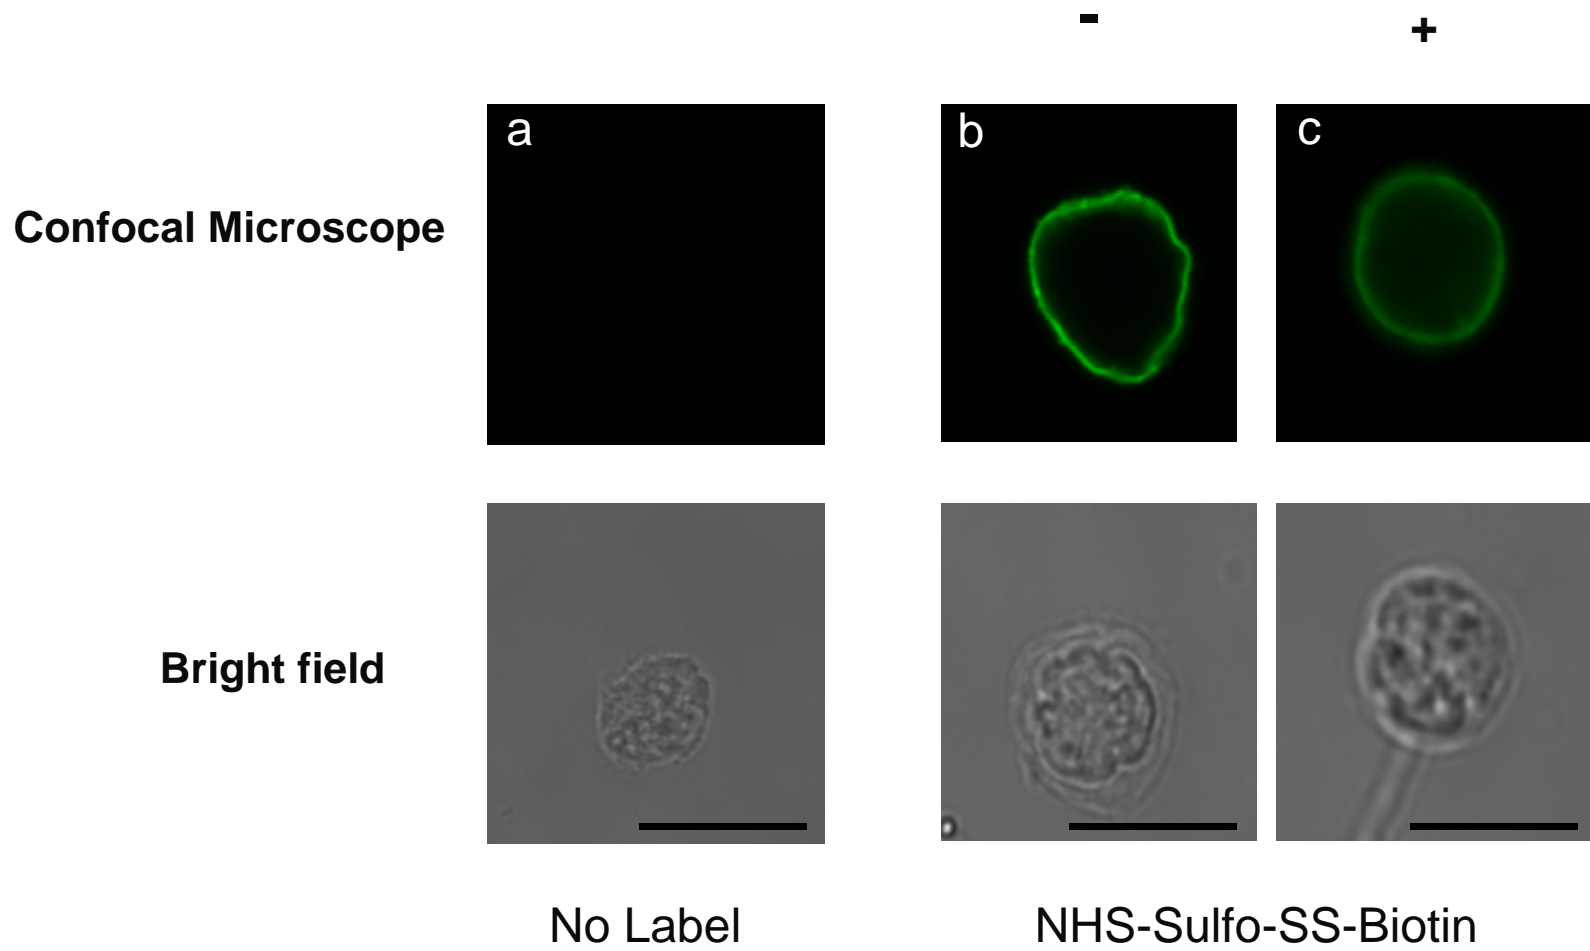 - +
a b c
Confocal Microscope
Bright field
No Label NHS-Sulfo-SS-Biotin